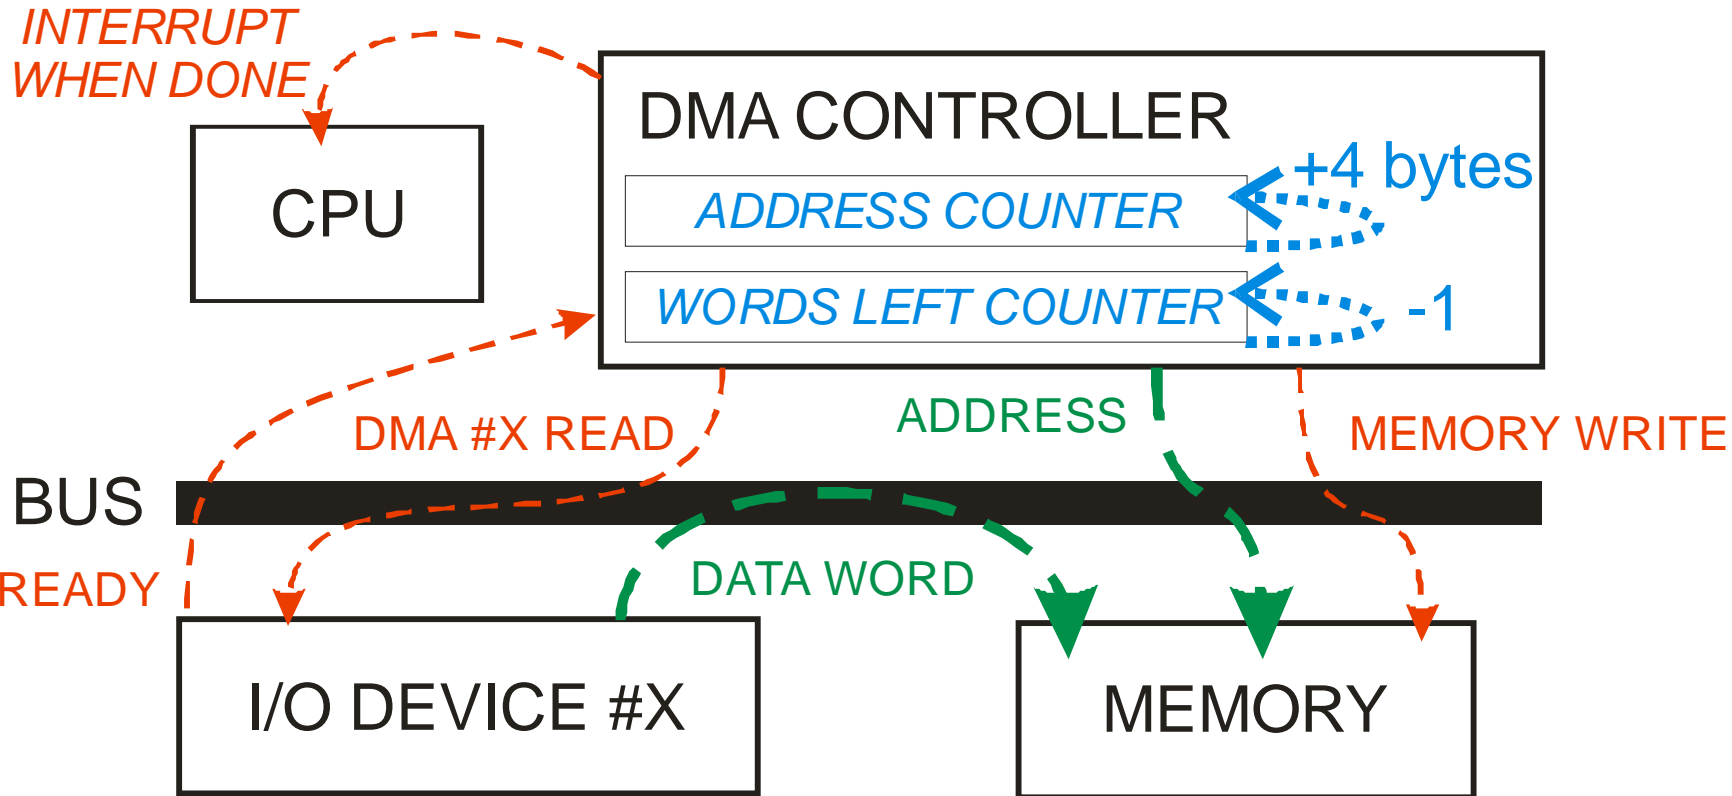 INTERRUPT
WHEN DONE
CPU
DMA CONTROLLER
+4 bytes
ADDRESS COUNTER
WORDS LEFT COUNTER
-1
DMA #X READ
ADDRESS
MEMORY WRITE
BUS
READY
DATA WORD
I/O DEVICE #X
MEMORY